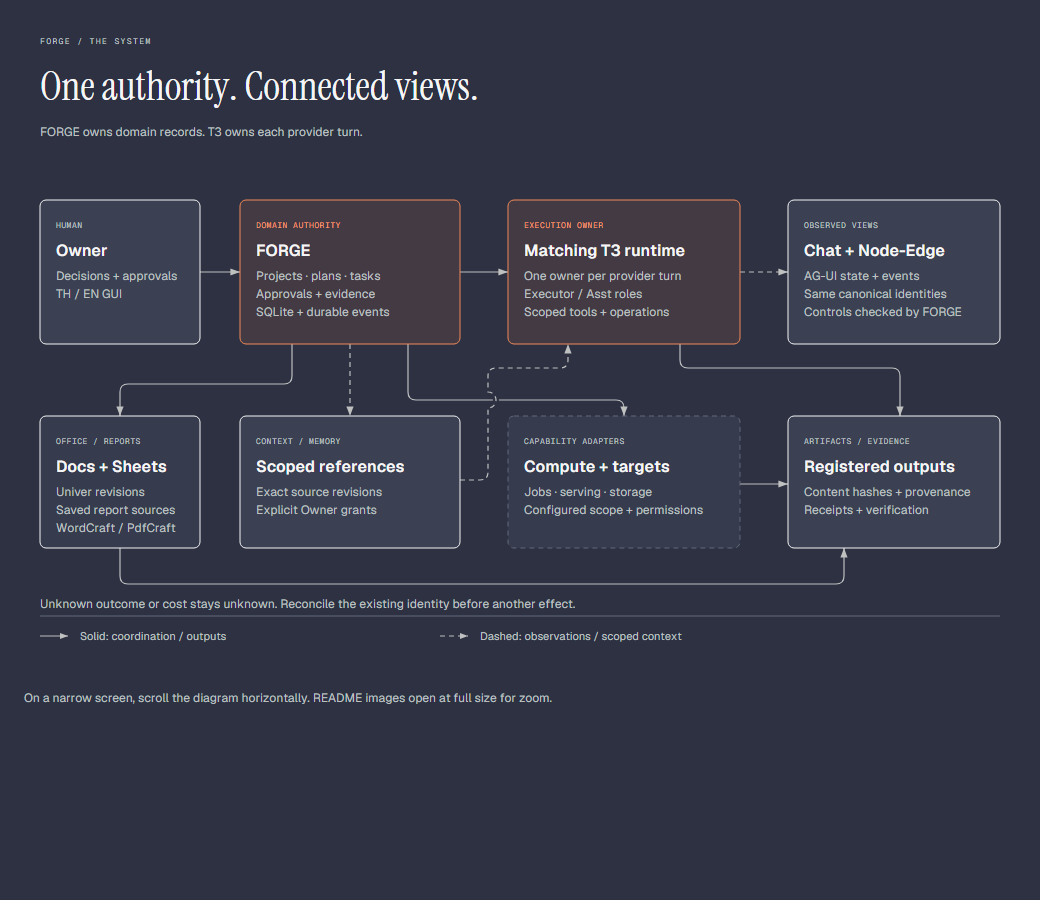 FORGE / THE SYSTEM
One authority. Connected views.
FORGE owns domain records. T3 owns each provider turn.
HUMAN
Owner
Decisions + approvals
TH / EN GUI
DOMAIN AUTHORITY
FORGE
Projects · plans · tasks
Approvals + evidence
SQLite + durable events
EXECUTION OWNER
Matching T3 runtime
One owner per provider turn
Executor / Asst roles
Scoped tools + operations
OBSERVED VIEWS
Chat + Node-Edge
AG-UI state + events
Same canonical identities
Controls checked by FORGE
OFFICE / REPORTS
Docs + Sheets
Univer revisions
Saved report sources
WordCraft / PdfCraft
CONTEXT / MEMORY
Scoped references
Exact source revisions
Explicit Owner grants
CAPABILITY ADAPTERS
Compute + targets
Jobs · serving · storage
Configured scope + permissions
ARTIFACTS / EVIDENCE
Registered outputs
Content hashes + provenance
Receipts + verification
Unknown outcome or cost stays unknown. Reconcile the existing identity before another effect.
Solid: coordination / outputs
Dashed: observations / scoped context
On a narrow screen, scroll the diagram horizontally. README images open at full size for zoom.